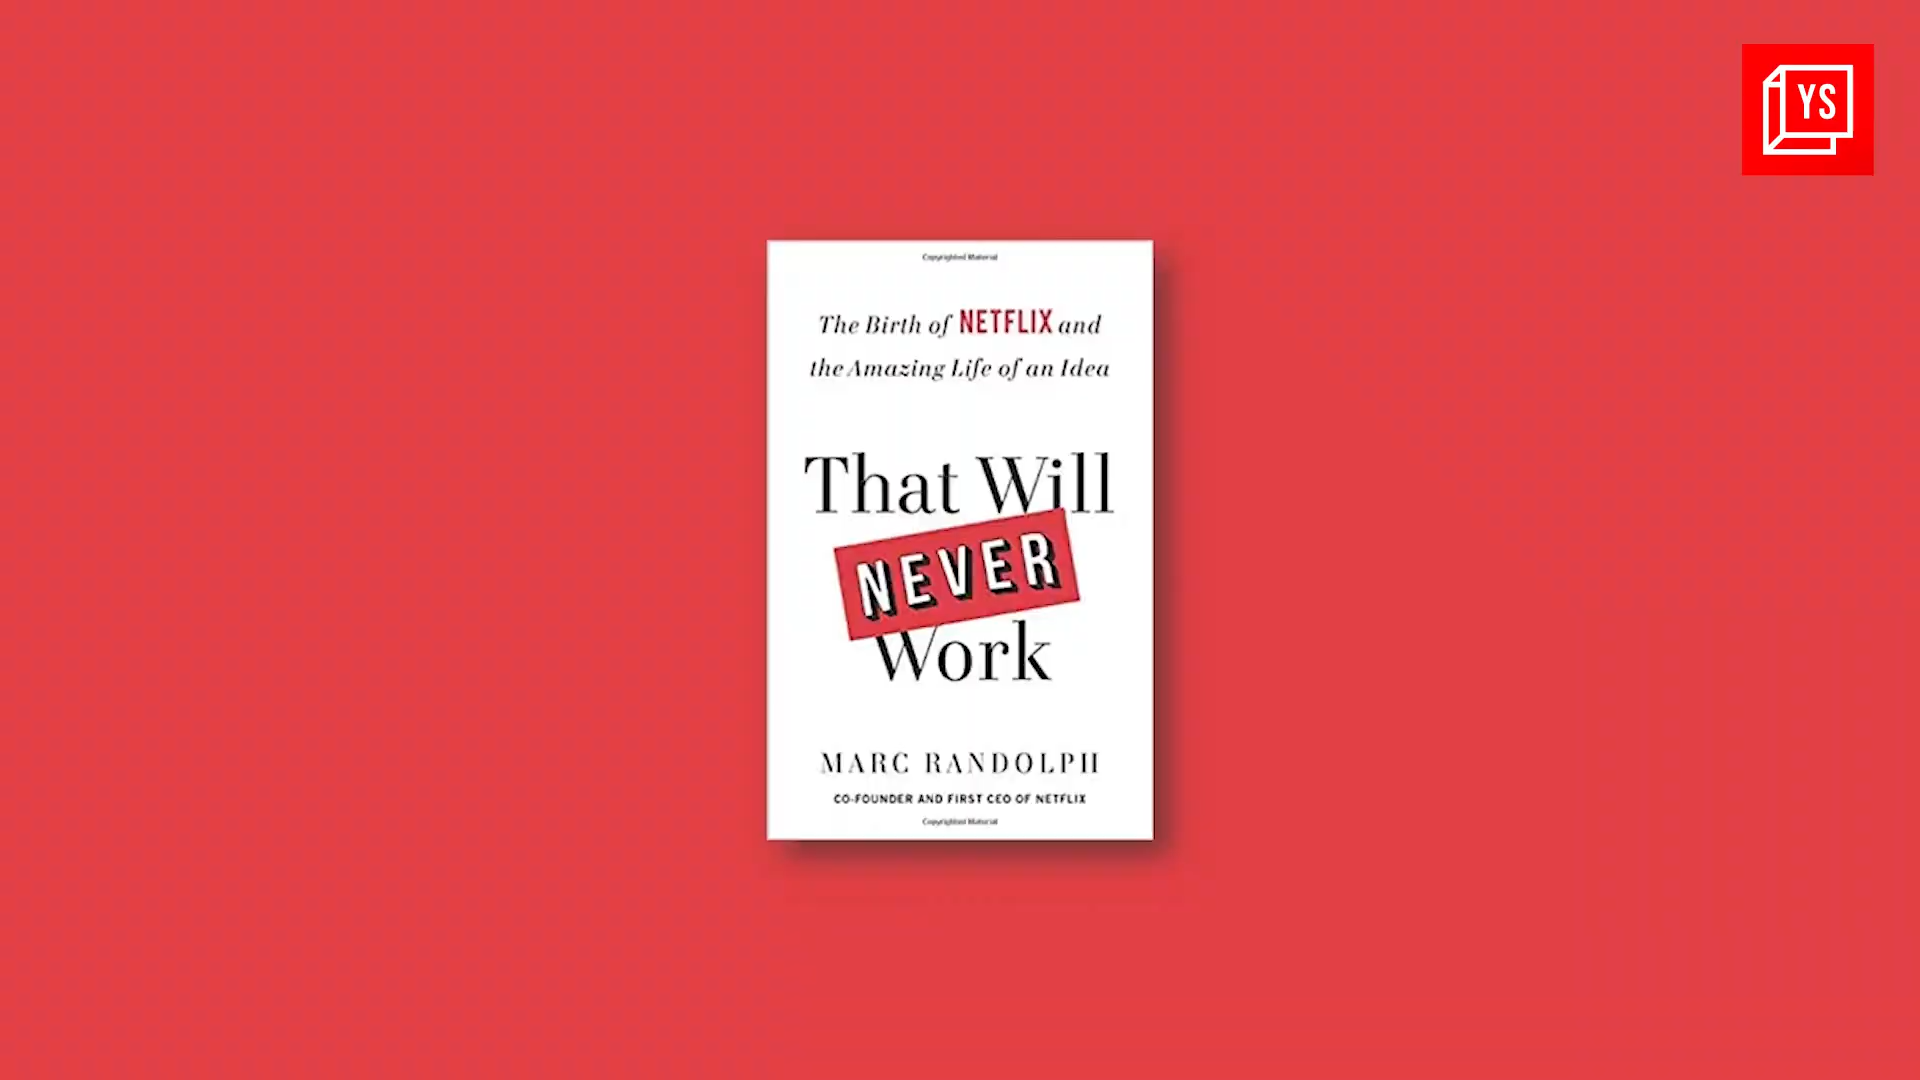 YS
Copyrighted Material
The Birth of NETFLIX and
the Amazing Life of an Idea
That Will
NEVER
Work
MARC RANDOLPH
CO-FOUNDER AND FIRST CEO OF NETFLIX
Copyrighted Material